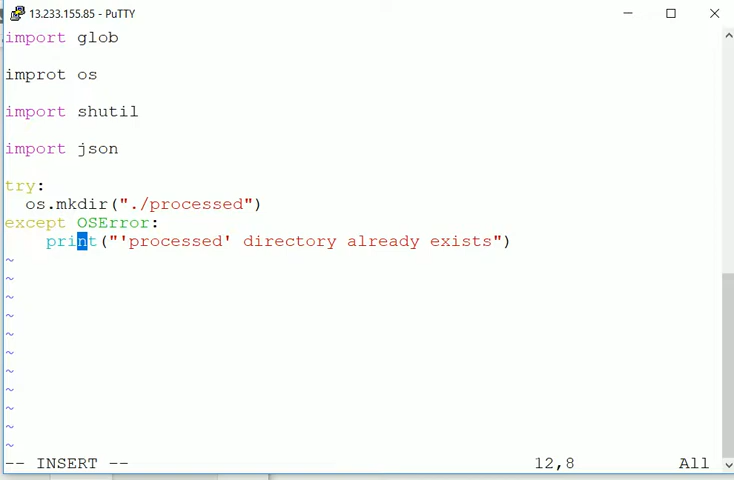 13.233.155.85 - PuTTY
import glob
improt os
import shutil
import json
try:
  os.mkdir("./processed")
except OSError:
    print("'processed' directory already exists")
~
~
~
~
~
~
~
~
~
~
~
-- INSERT -- 12,8 All